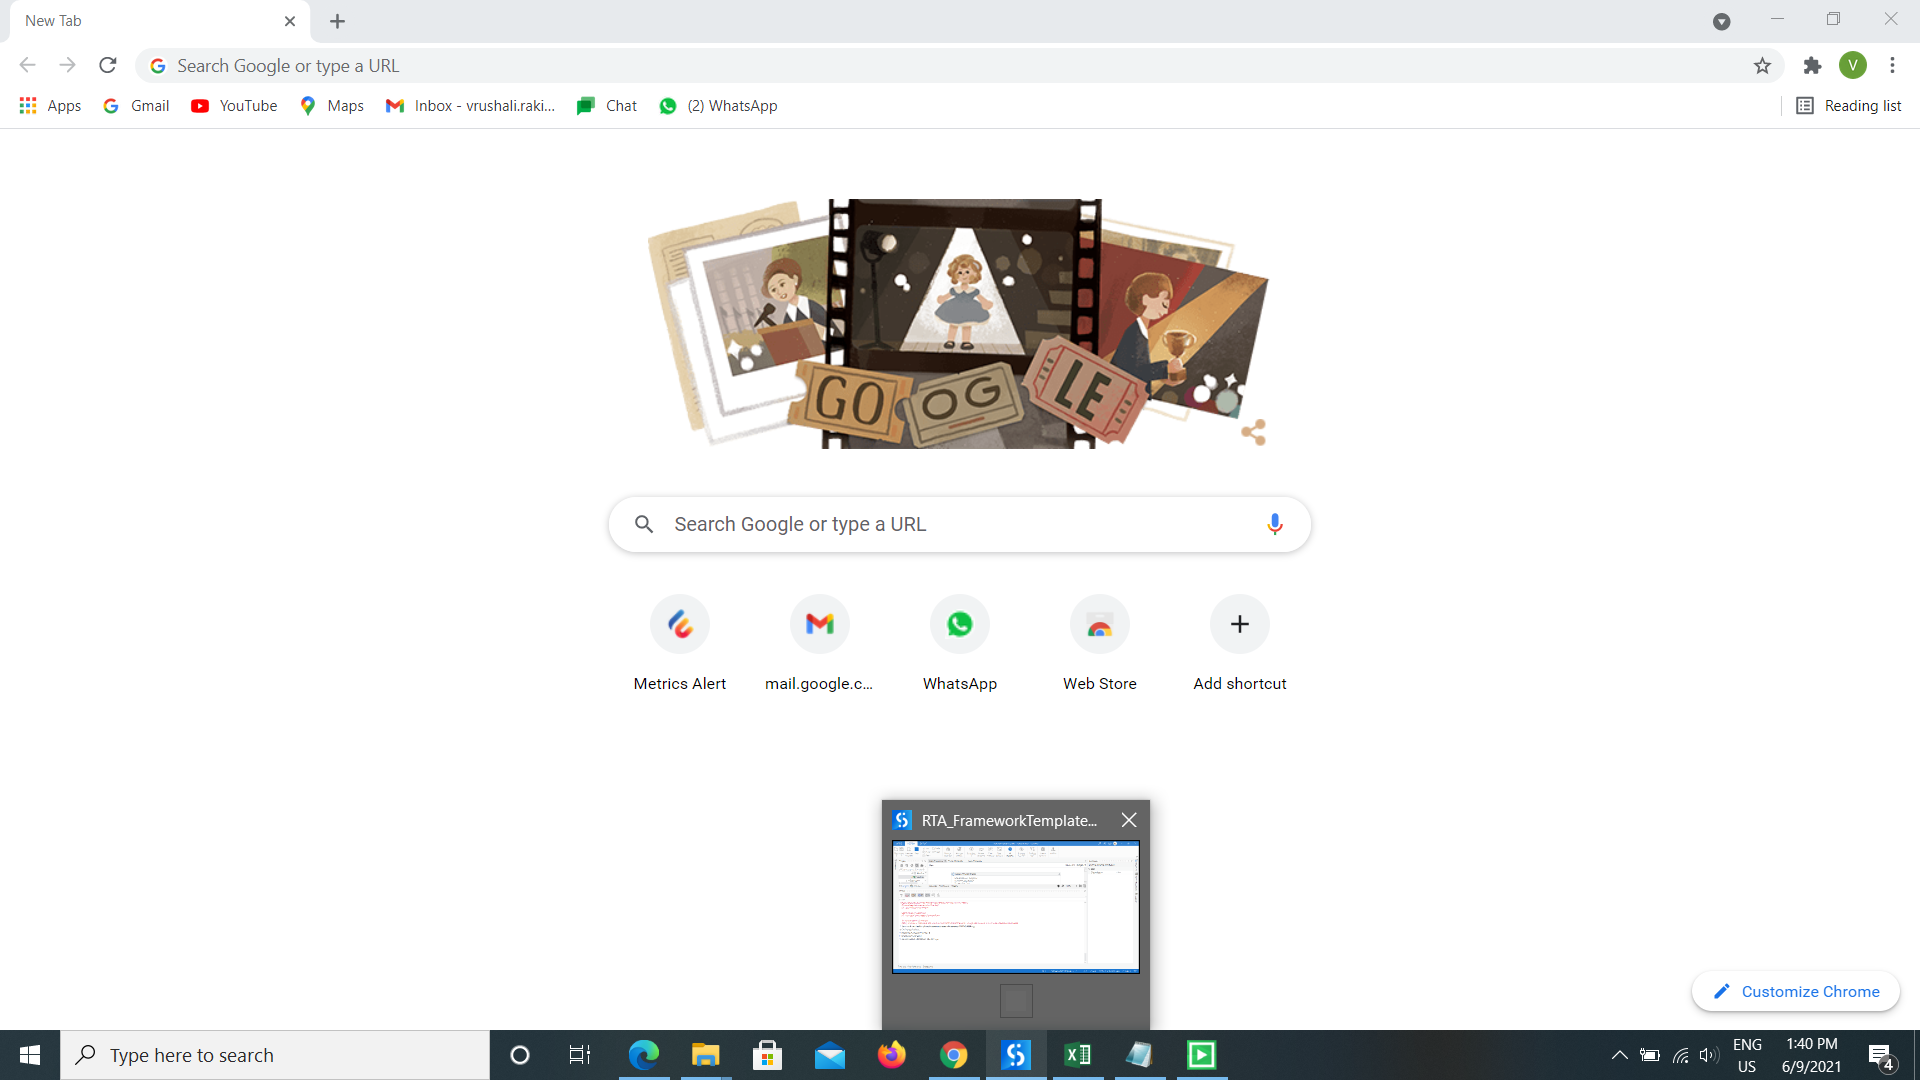 New Tab
Search Google or type a URL
V
Apps
Gmail
YouTube
Maps
Inbox - vrushali.raki...
Chat
(2) WhatsApp
Reading list
GO OG LE
Search Google or type a URL
Metrics Alert
mail.google.c...
WhatsApp
Web Store
Add shortcut
RTA_FrameworkTemplate...
Customize Chrome
Type here to search
ENG
US
1:40 PM
6/9/2021
4